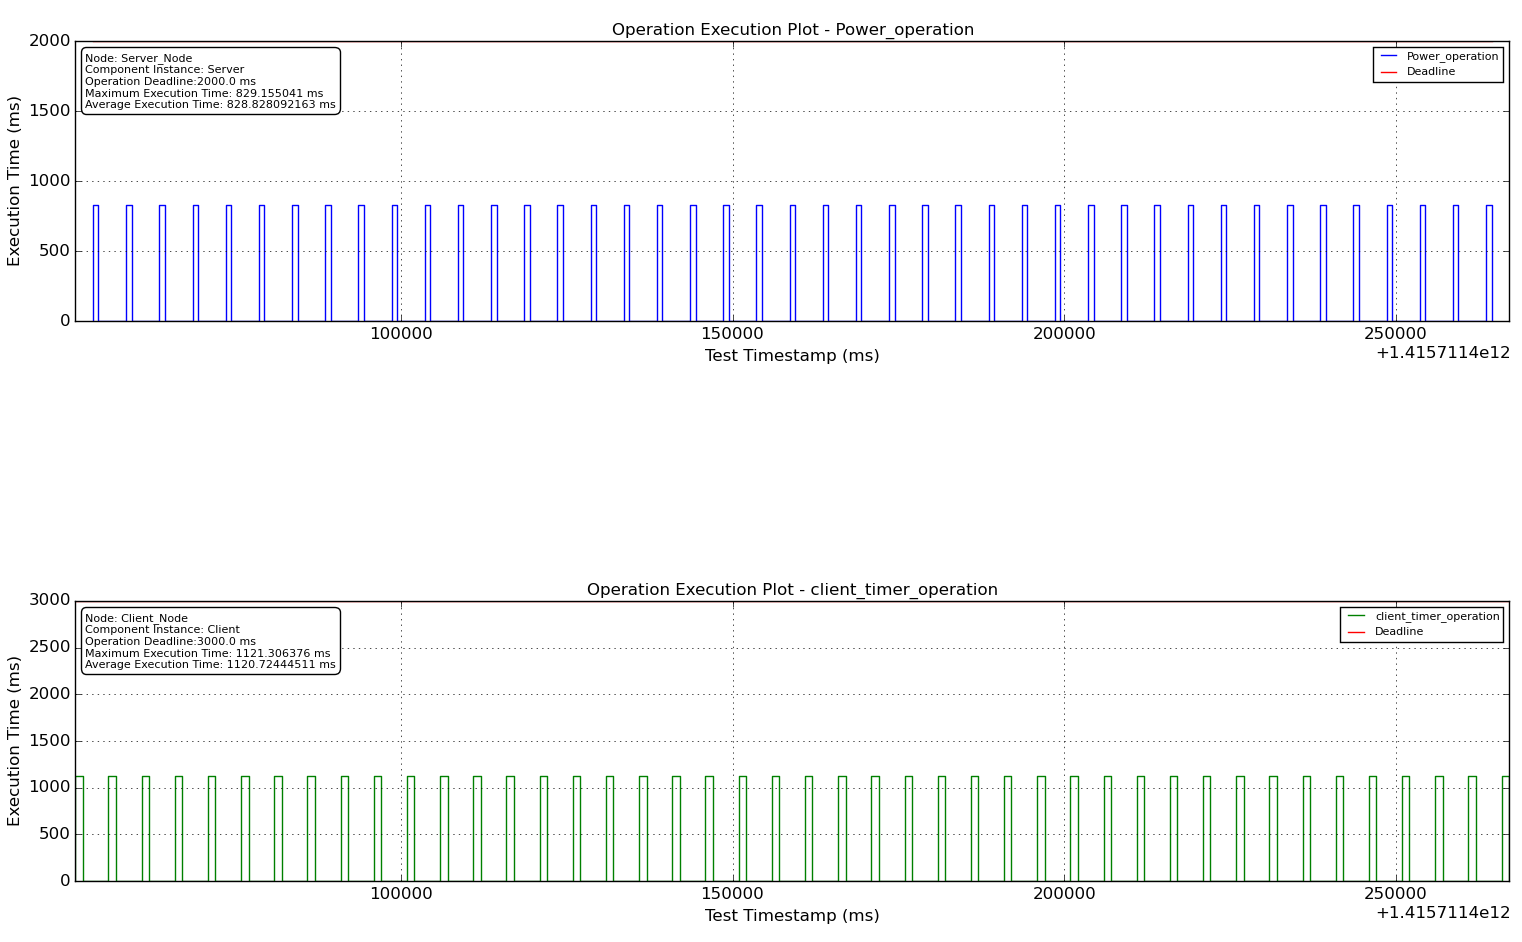 Operation Execution Plot - Power_operation
Execution Time (ms)
2000
1500
1000
500
0
Node: Server_Node
Component Instance: Server
Operation Deadline:2000.0 ms
Maximum Execution Time: 829.155041 ms
Average Execution Time: 828.828092163 ms
Power_operation
Deadline
100000 150000 200000 250000
Test Timestamp (ms)
+1.4157114e12
Operation Execution Plot - client_timer_operation
Execution Time (ms)
3000
2500
2000
1500
1000
500
0
Node: Client_Node
Component Instance: Client
Operation Deadline:3000.0 ms
Maximum Execution Time: 1121.306376 ms
Average Execution Time: 1120.72444511 ms
client_timer_operation
Deadline
100000 150000 200000 250000
Test Timestamp (ms)
+1.4157114e12